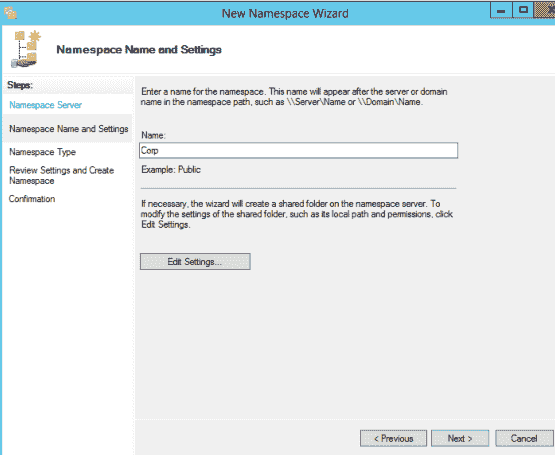 New Namespace Wizard
Namespace Name and Settings
Steps:
Namespace Server
Namespace Name and Settings
Namespace Type
Review Settings and Create
Namespace
Confirmation
Enter a name for the namespace. This name will appear after the server or domain
name in the namespace path, such as \\Server\Name or \\Domain\Name.
Name:
Corp
Example: Public
If necessary, the wizard will create a shared folder on the namespace server. To
modify the settings of the shared folder, such as its local path and permissions, click
Edit Settings.
Edit Settings...
< Previous
Next >
Cancel